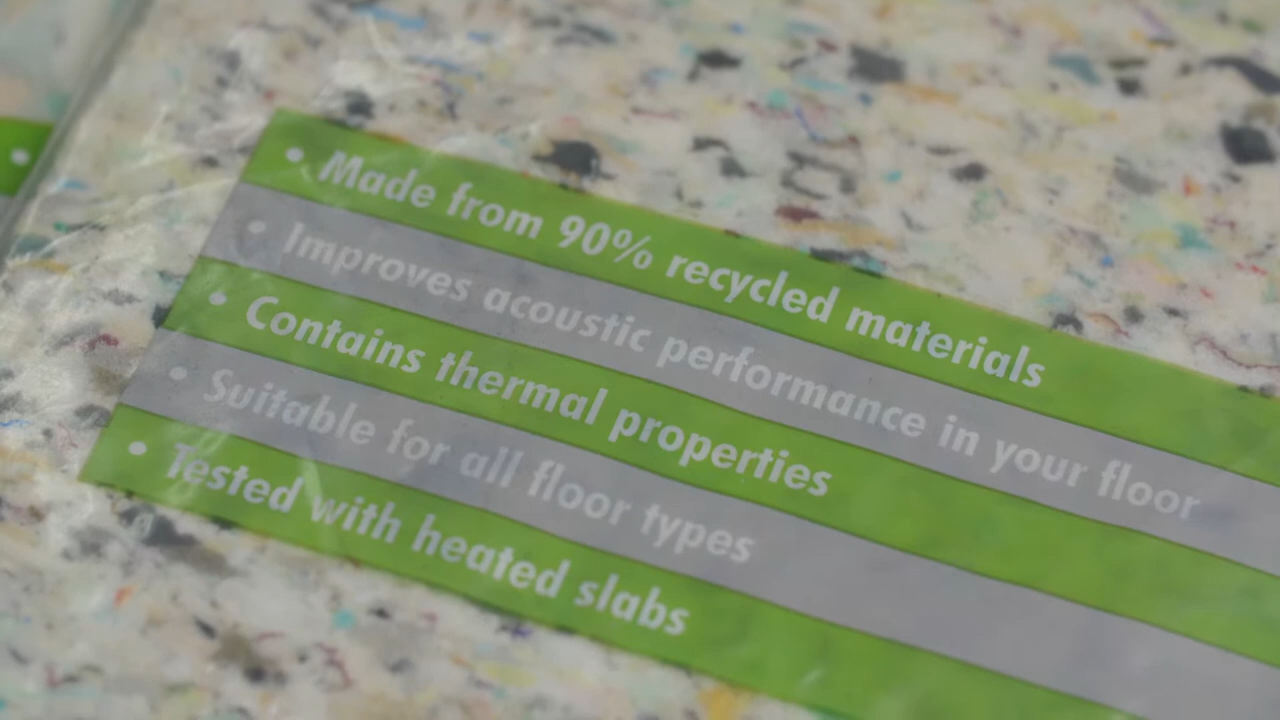 • Made from 90% recycled materials
• Improves acoustic performance in your floor
• Contains thermal properties
• Suitable for all floor types
• Tested with heated slabs